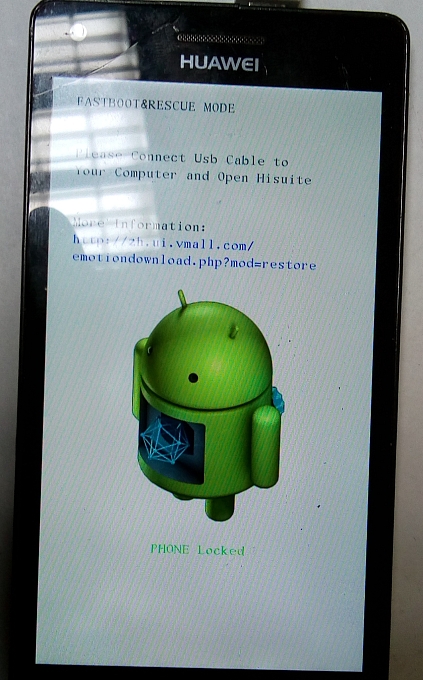 HUAWEI
FASTBOOT&RESCUE MODE
Please Connect Usb Cable to
Your Computer and Open Hisuite
More Information:
http://zh.ui.vmall.com/
emotiondownload.php?mod=restore
PHONE Locked